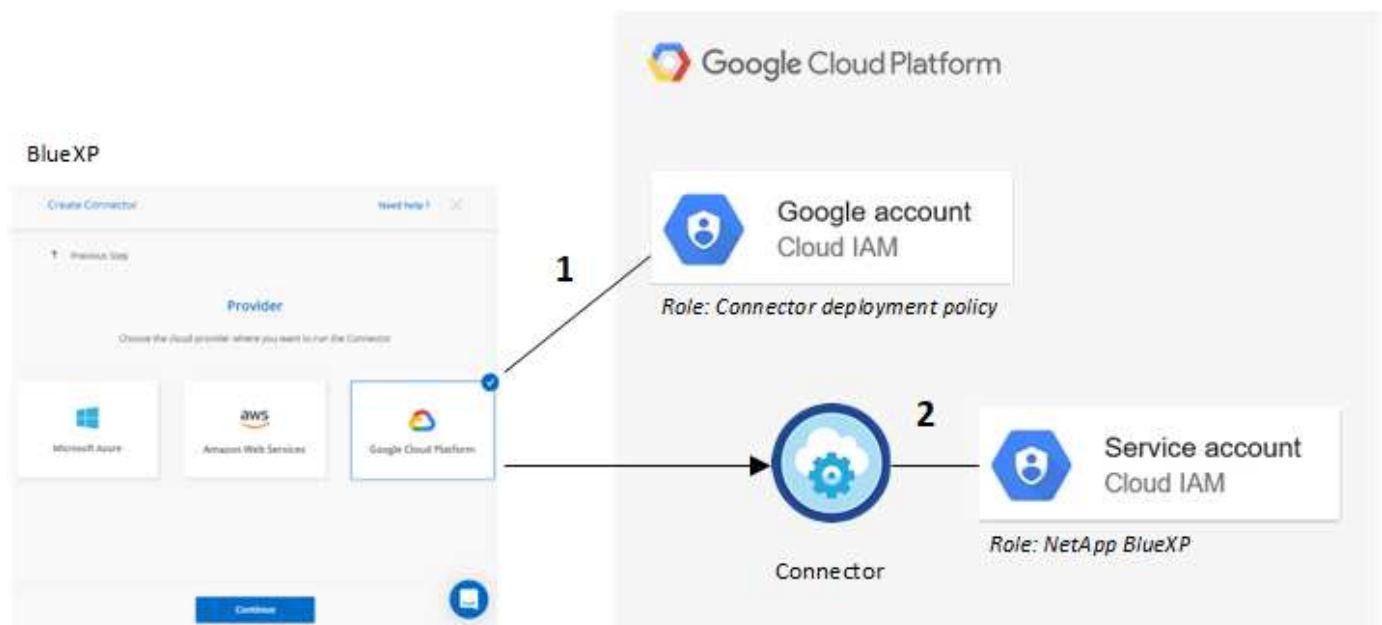 Google Cloud Platform
BlueXP
Create Connector
Need help?
Previous Step
Provider
Choose the cloud provider where you want to run the Connector
Microsoft Azure
aws
Amazon Web Services
Google Cloud Platform
Continue
1
Google account
Cloud IAM
Role: Connector deployment policy
2
Connector
Service account
Cloud IAM
Role: NetApp BlueXP